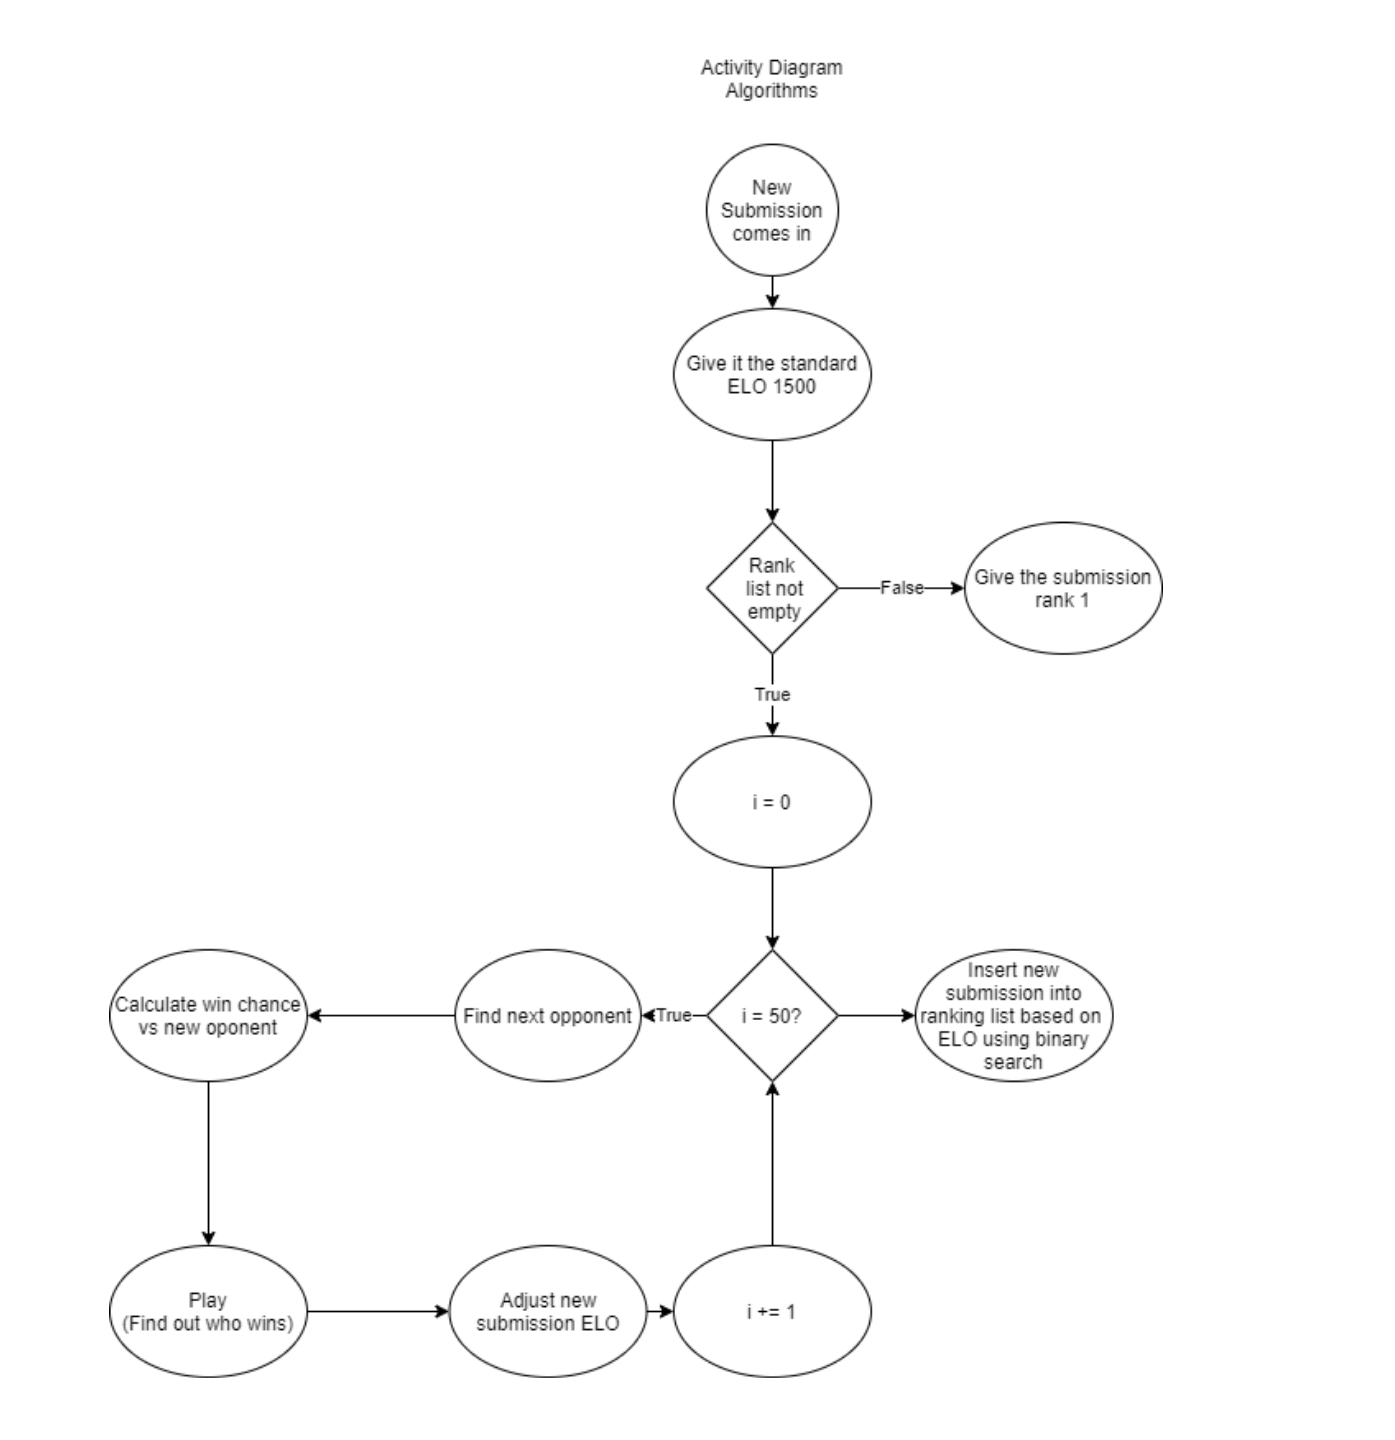 Activity Diagram
Algorithms
New
Submission
comes in
Give it the standard
ELO 1500
Rank
list not
empty
False
Give the submission
rank 1
True
i = 0
Calculate win chance
vs new oponent
Find next opponent
True
i = 50?
Insert new
submission into
ranking list based on
ELO using binary
search
Play
(Find out who wins)
Adjust new
submission ELO
i += 1